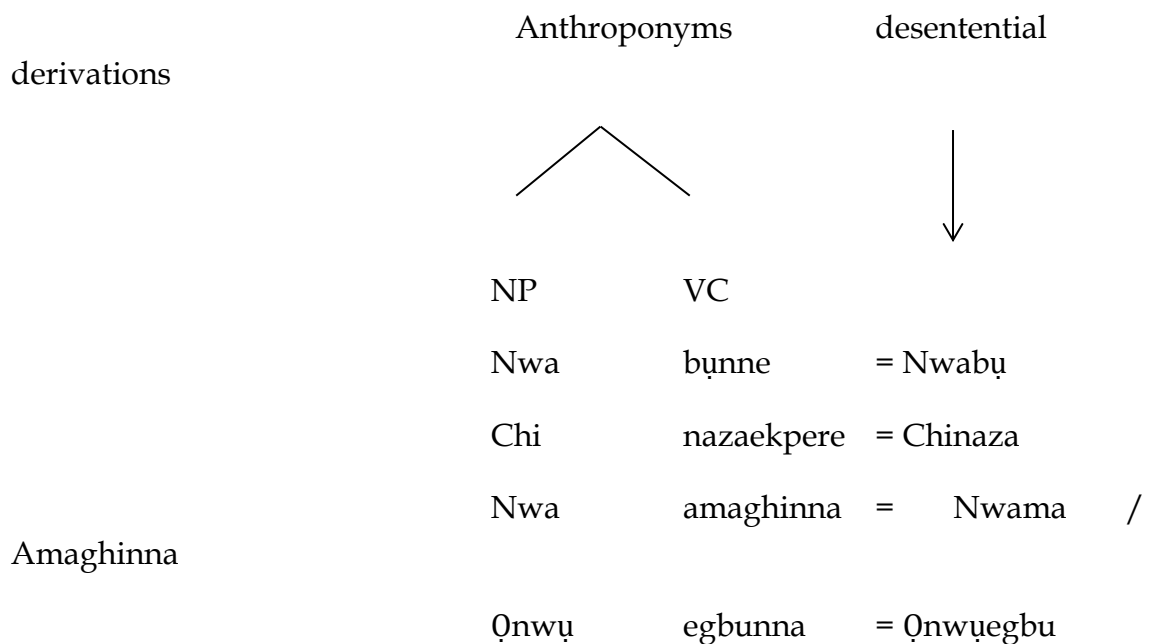 Anthroponyms desentential
derivations
NP VC
Nwa bụnne = Nwabụ
Chi nazaekpere = Chinaza
Nwa amaghinna = Nwama /
Amaghinna
Ọnwụ egbunna = Ọnwụegbu